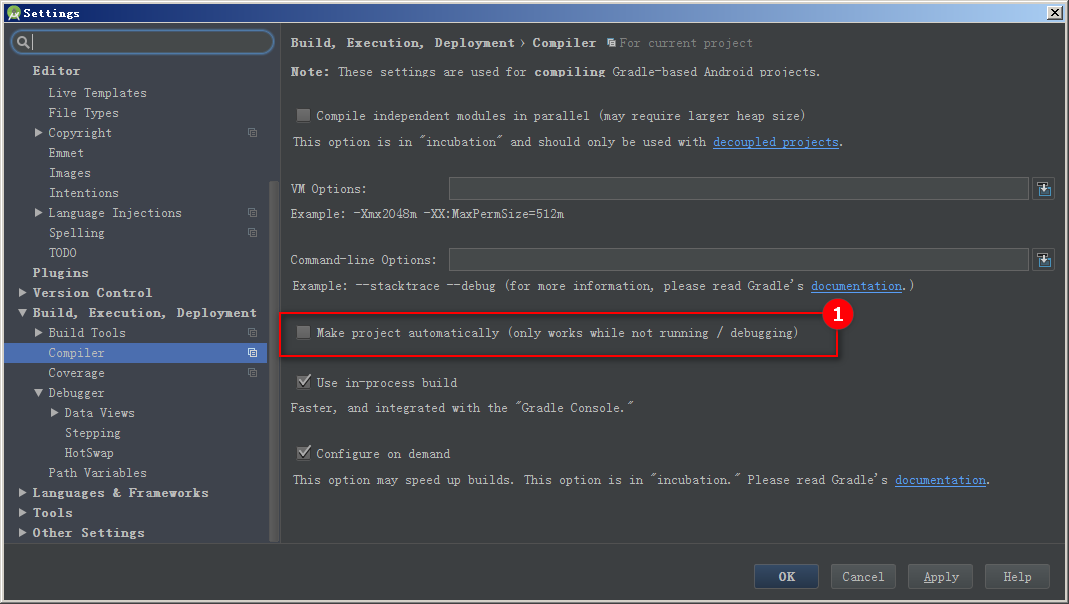 Settings
Editor
Live Templates
File Types
Copyright
Emmet
Images
Intentions
Language Injections
Spelling
TODO
Plugins
Version Control
Build, Execution, Deployment
Build Tools
Compiler
Coverage
Debugger
Data Views
Stepping
HotSwap
Path Variables
Languages & Frameworks
Tools
Other Settings
Build, Execution, Deployment › Compiler For current project
Note: These settings are used for compiling Gradle-based Android projects.
Compile independent modules in parallel (may require larger heap size)
This option is in "incubation" and should only be used with decoupled projects.
VM Options:
Example: -Xmx2048m -XX:MaxPermSize=512m
Command-line Options:
Example: --stacktrace --debug (for more information, please read Gradle's documentation.)
1
Make project automatically (only works while not running / debugging)
Use in-process build
Faster, and integrated with the "Gradle Console."
Configure on demand
This option may speed up builds. This option is in "incubation." Please read Gradle's documentation.
OK Cancel Apply Help